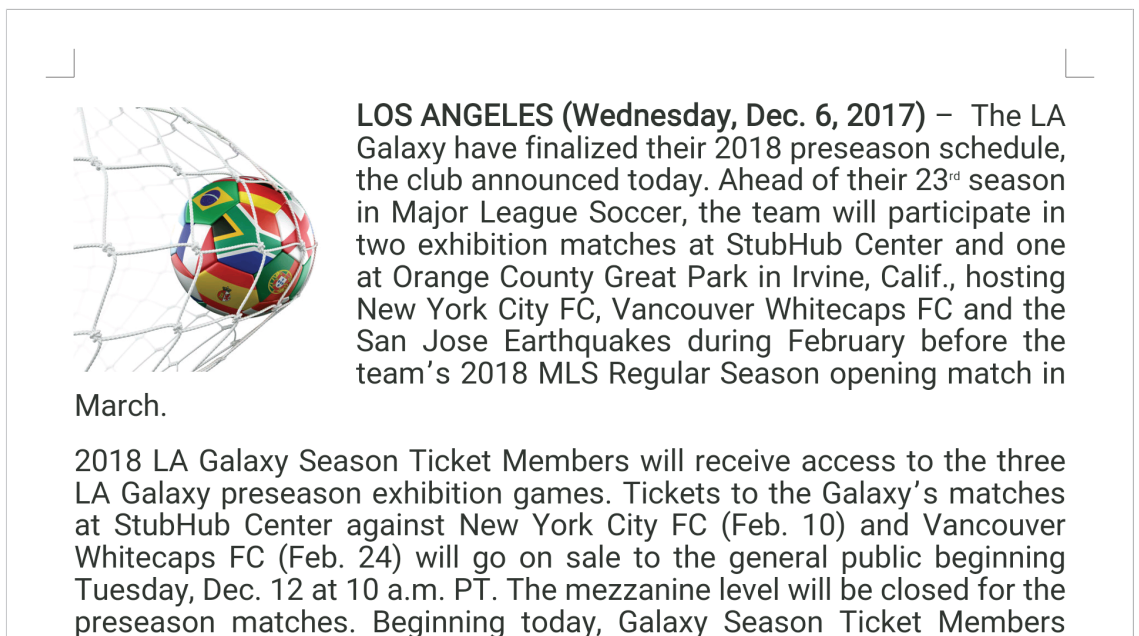 LOS ANGELES (Wednesday, Dec. 6, 2017) – The LA
Galaxy have finalized their 2018 preseason schedule,
the club announced today. Ahead of their 23rd season
in Major League Soccer, the team will participate in
two exhibition matches at StubHub Center and one
at Orange County Great Park in Irvine, Calif., hosting
New York City FC, Vancouver Whitecaps FC and the
San Jose Earthquakes during February before the
team’s 2018 MLS Regular Season opening match in
March.
2018 LA Galaxy Season Ticket Members will receive access to the three
LA Galaxy preseason exhibition games. Tickets to the Galaxy’s matches
at StubHub Center against New York City FC (Feb. 10) and Vancouver
Whitecaps FC (Feb. 24) will go on sale to the general public beginning
Tuesday, Dec. 12 at 10 a.m. PT. The mezzanine level will be closed for the
preseason matches. Beginning today, Galaxy Season Ticket Members